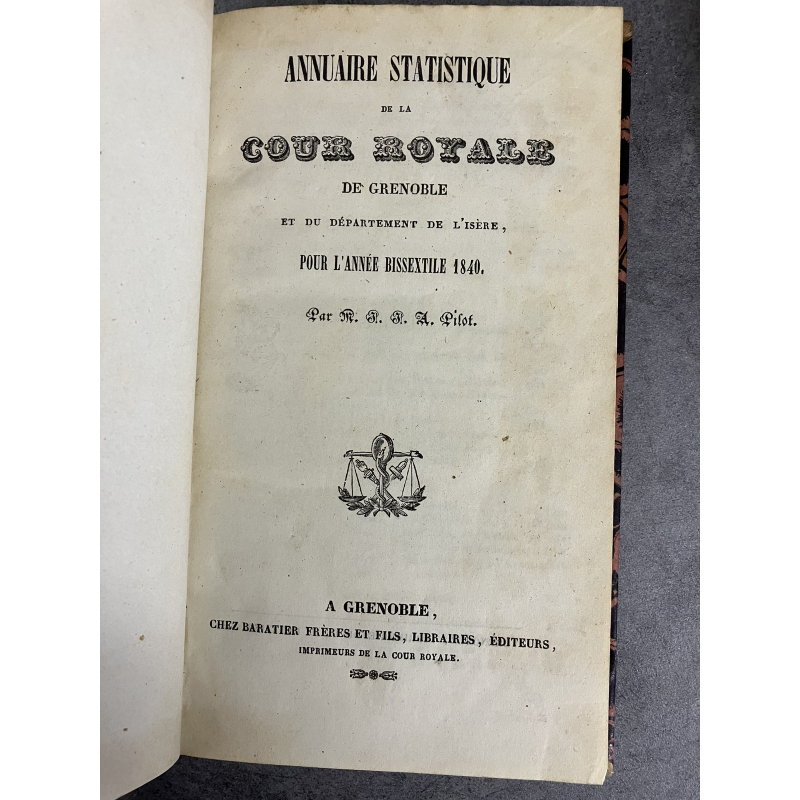 ANNUAIRE STATISTIQUE
DE LA
COUR ROYALE
DE GRENOBLE
ET DU DÉPARTEMENT DE L'ISÈRE,
POUR L'ANNÉE BISSEXTILE 1840.
Par M. J. J. A. Pilot.
A GRENOBLE,
CHEZ BARATIER FRÈRES ET FILS, LIBRAIRES, ÉDITEURS,
IMPRIMEURS DE LA COUR ROYALE.